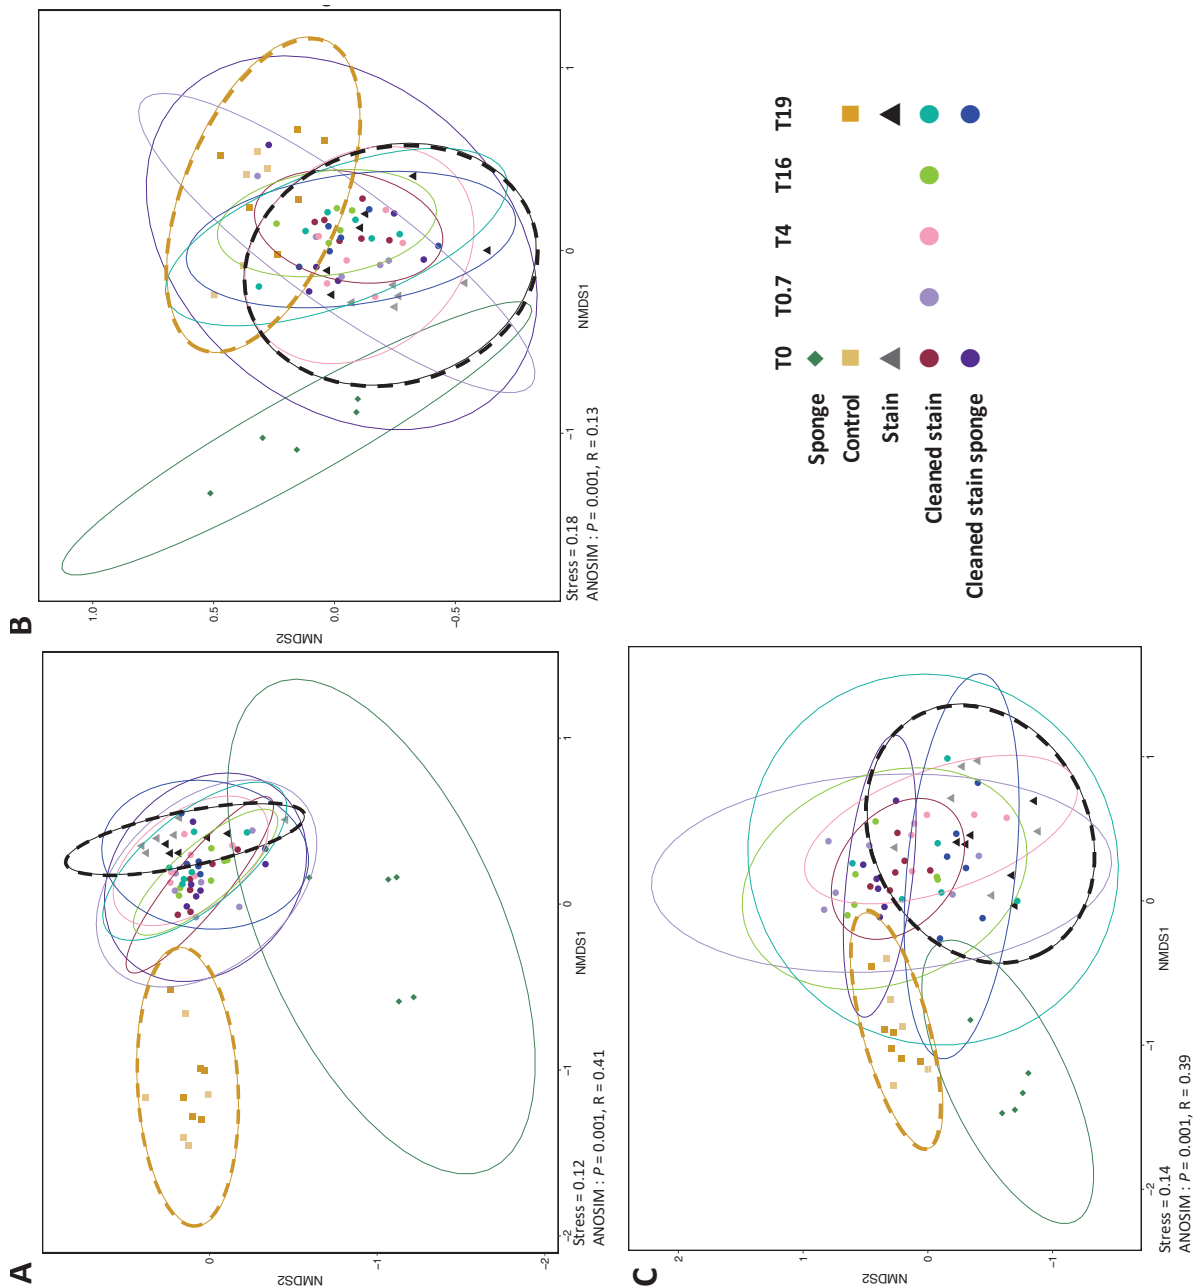 A
NMDS2
0
-1
-2
NMDS1
-2
-1
0
1
Stress = 0.12
ANOSIM : P = 0.001, R = 0.41
B
NMDS2
1.0
0.5
0.0
-0.5
NMDS1
-1
0
1
Stress = 0.18
ANOSIM : P = 0.001, R = 0.13
C
NMDS2
2
1
0
-1
NMDS1
-2
-1
0
1
Stress = 0.14
ANOSIM : P = 0.001, R = 0.39
T0 T0.7 T4 T16 T19
Sponge
Control
Stain
Cleaned stain
Cleaned stain sponge